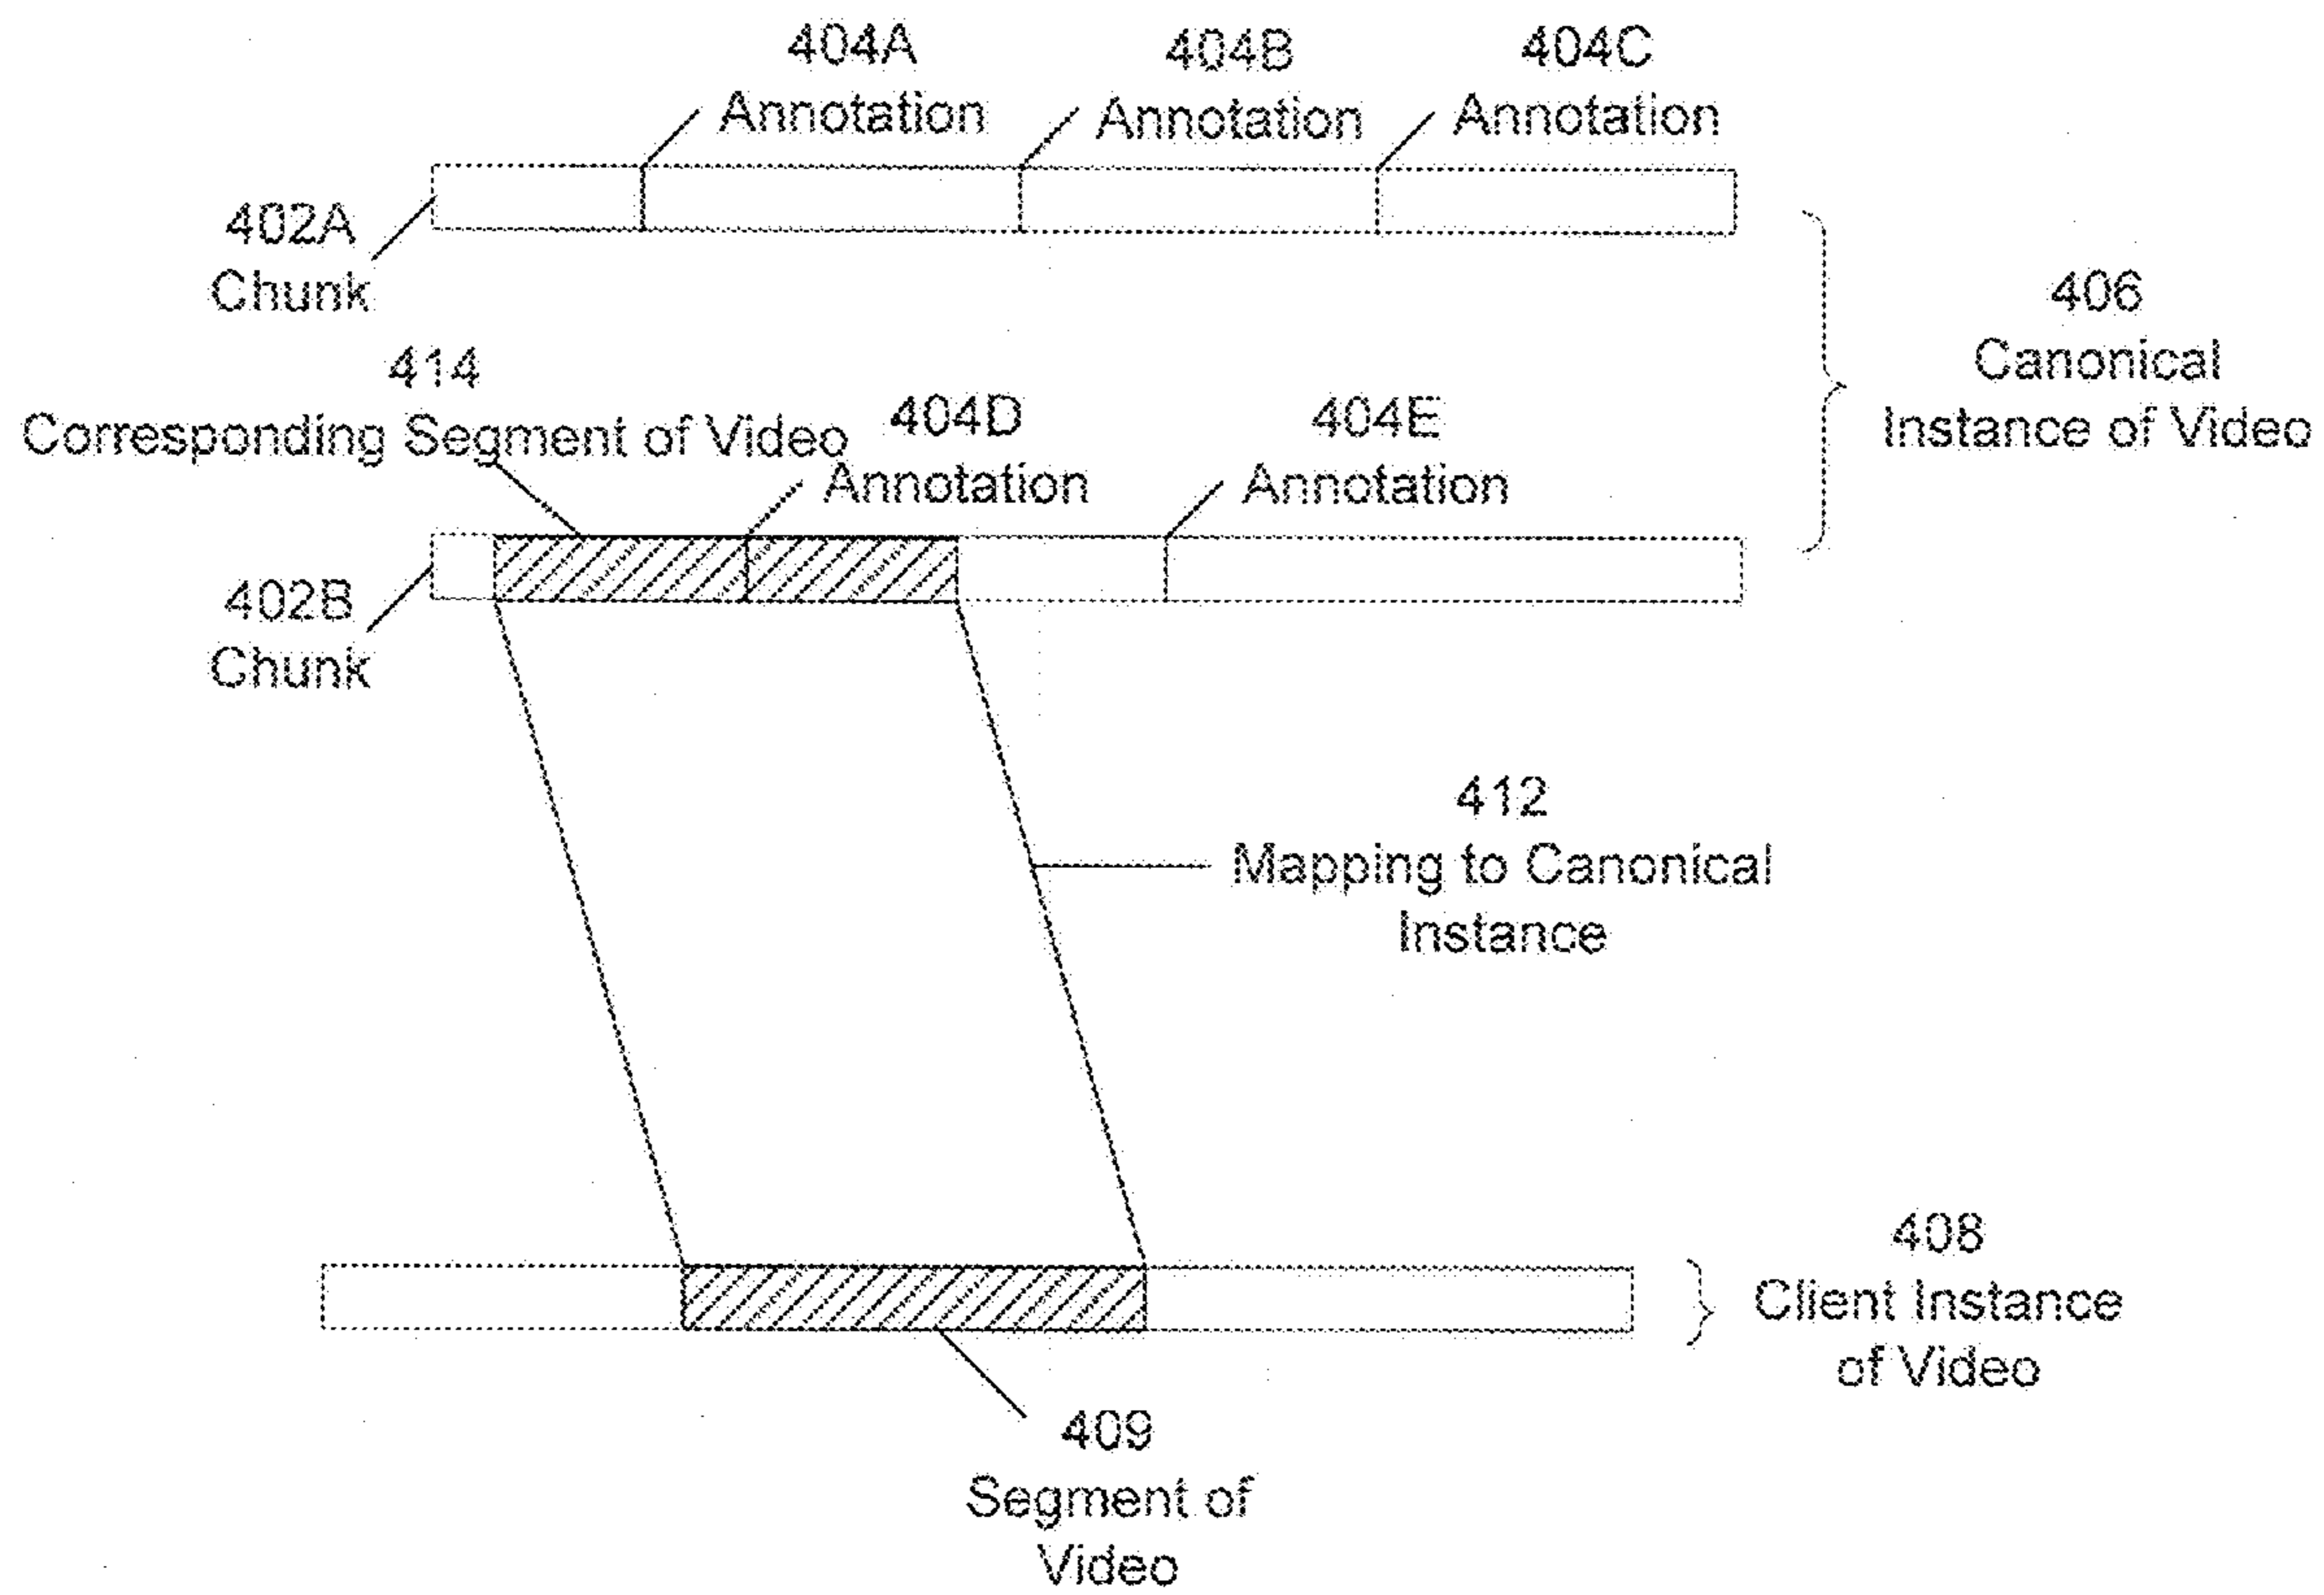 404A
Annotation
404B
Annotation
404C
Annotation
402A
Chunk
406
Canonical
Instance of Video
414
Corresponding Segment of Video
404D
Annotation
404E
Annotation
402B
Chunk
412
Mapping to Canonical
Instance
408
Client Instance
of Video
409
Segment of
Video